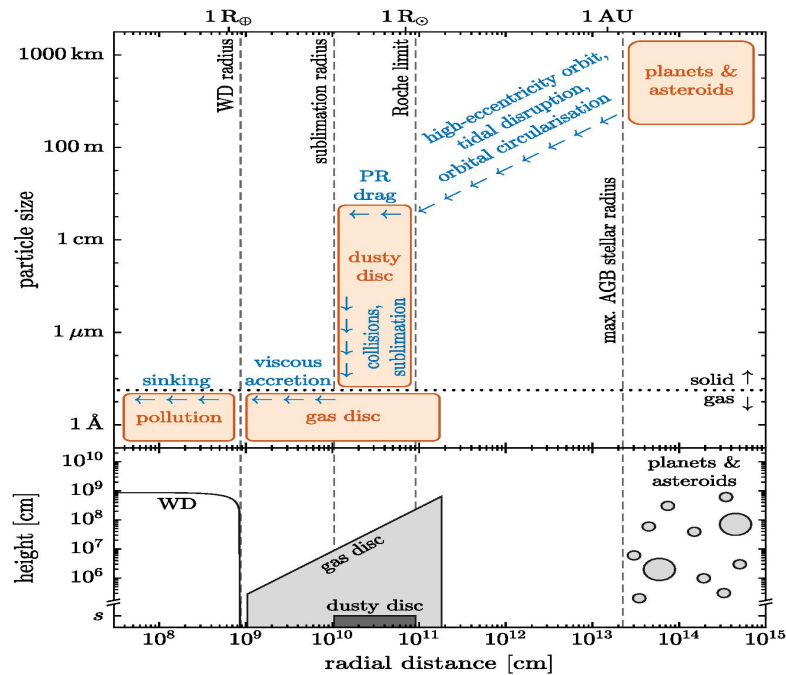 1 R⊕ 1 R⊙ 1 AU
1000 km
100 m
1 cm
1 μm
1 Å
particle size
WD radius
sublimation radius
Roche limit
max. AGB stellar radius
planets &
asteroids
high-eccentricity orbit,
tidal disruption,
orbital circularisation
PR
drag
dusty
disc
collisions,
sublimation
viscous
accretion
sinking
pollution
gas disc
solid ↑
gas ↓
height [cm]
10¹⁰
10⁹
10⁸
10⁷
10⁶
s
WD
gas disc
dusty disc
planets &
asteroids
10⁸ 10⁹ 10¹⁰ 10¹¹ 10¹² 10¹³ 10¹⁴ 10¹⁵
radial distance [cm]